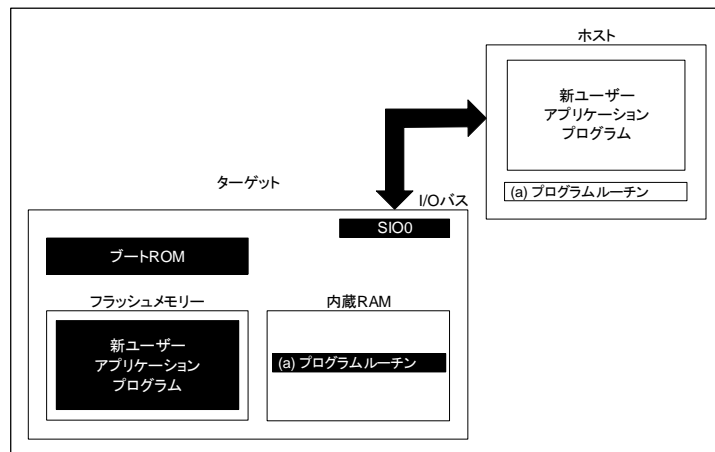 ホスト
新ユーザー
アプリケーション
プログラム
(a) プログラムルーチン
ターゲット
I/Oバス
SIO0
ブートROM
フラッシュメモリー
内蔵RAM
新ユーザー
アプリケーション
プログラム
(a) プログラムルーチン